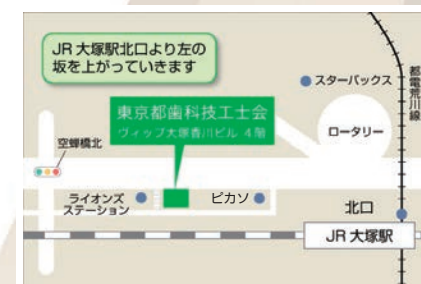 JR 大塚駅北口より左の
坂を上がっていきます
東京都歯科技工士会
ヴィップ大塚香川ビル 4階
スターバックス
都電荒川線
ロータリー
空蝉橋北
ライオンズ
ステーション
ピカソ
北口
JR 大塚駅